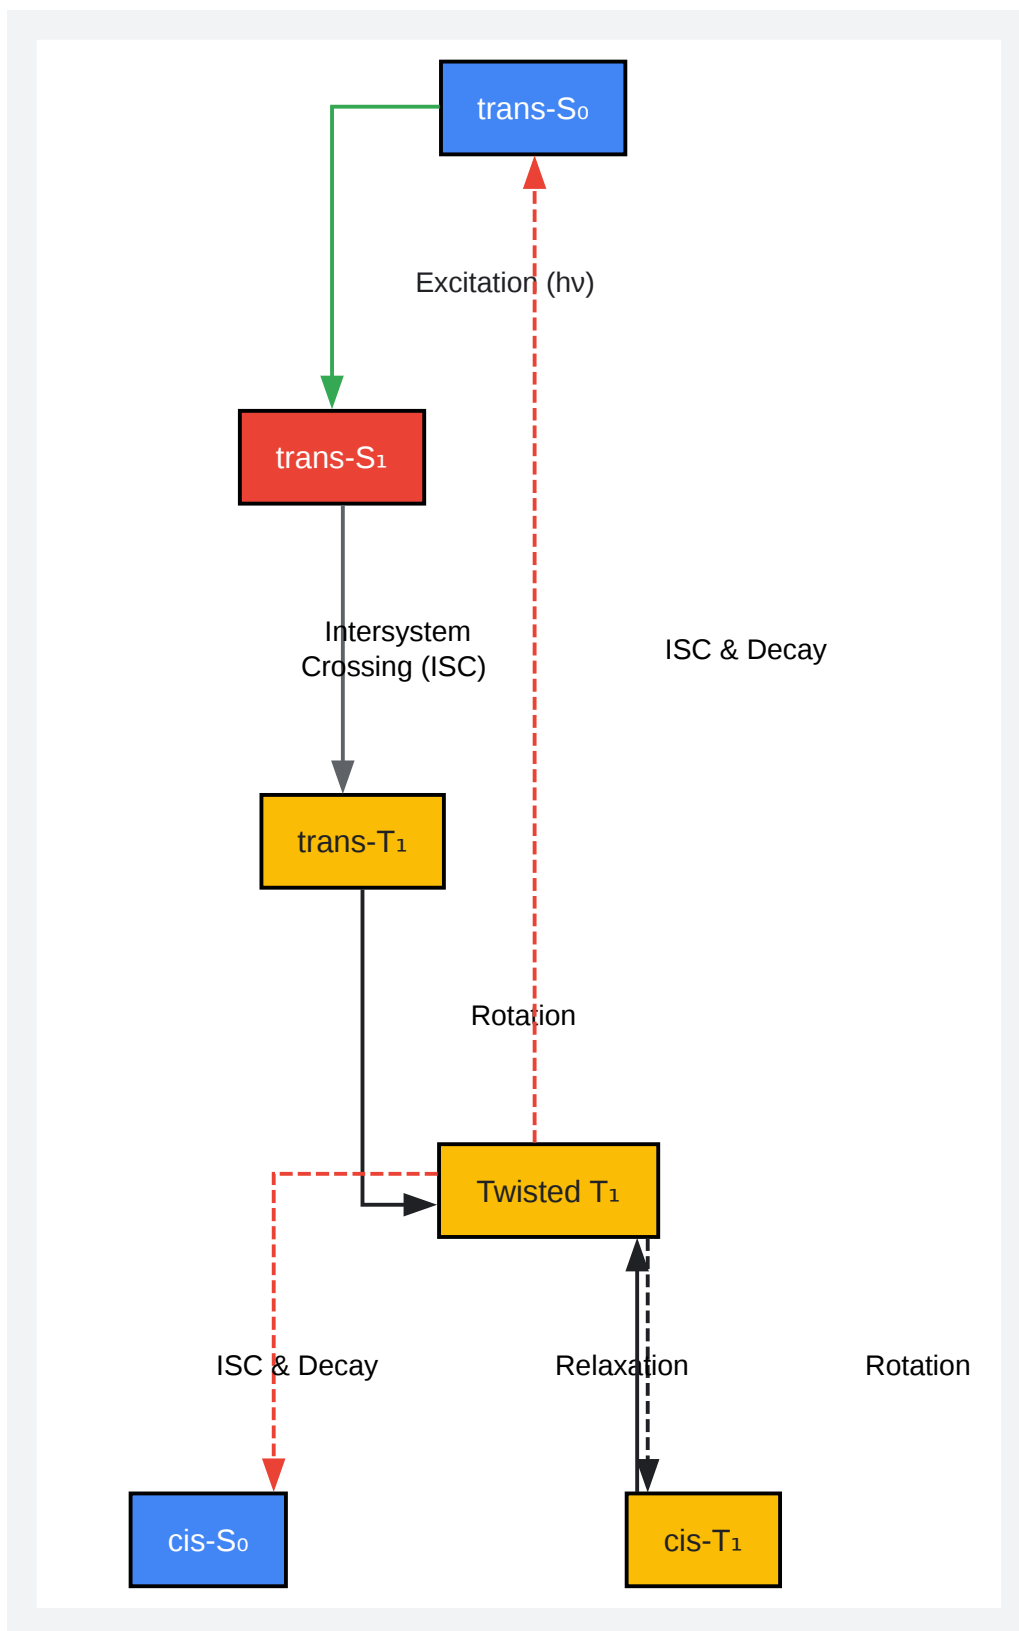 trans-S₀
Excitation (hν)
trans-S₁
Intersystem
Crossing (ISC)
ISC & Decay
trans-T₁
Rotation
Twisted T₁
ISC & Decay
Relaxation
Rotation
cis-S₀
cis-T₁